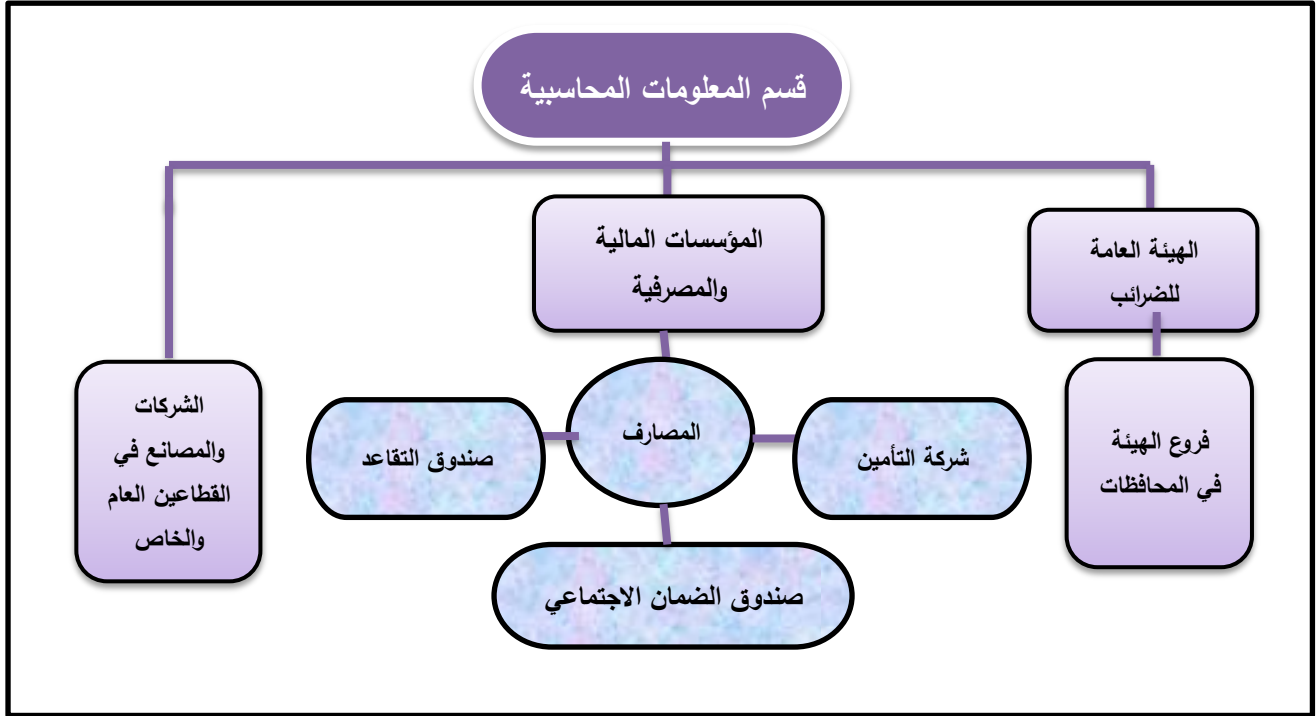 قسم المعلومات المحاسبية
الهيئة العامة
للضرائب
المؤسسات المالية
والمصرفية
الشركات
والمصانع في
القطاعين العام
والخاص
فروع الهيئة
في المحافظات
شركة التأمين
المصارف
صندوق التقاعد
صندوق الضمان الاجتماعي